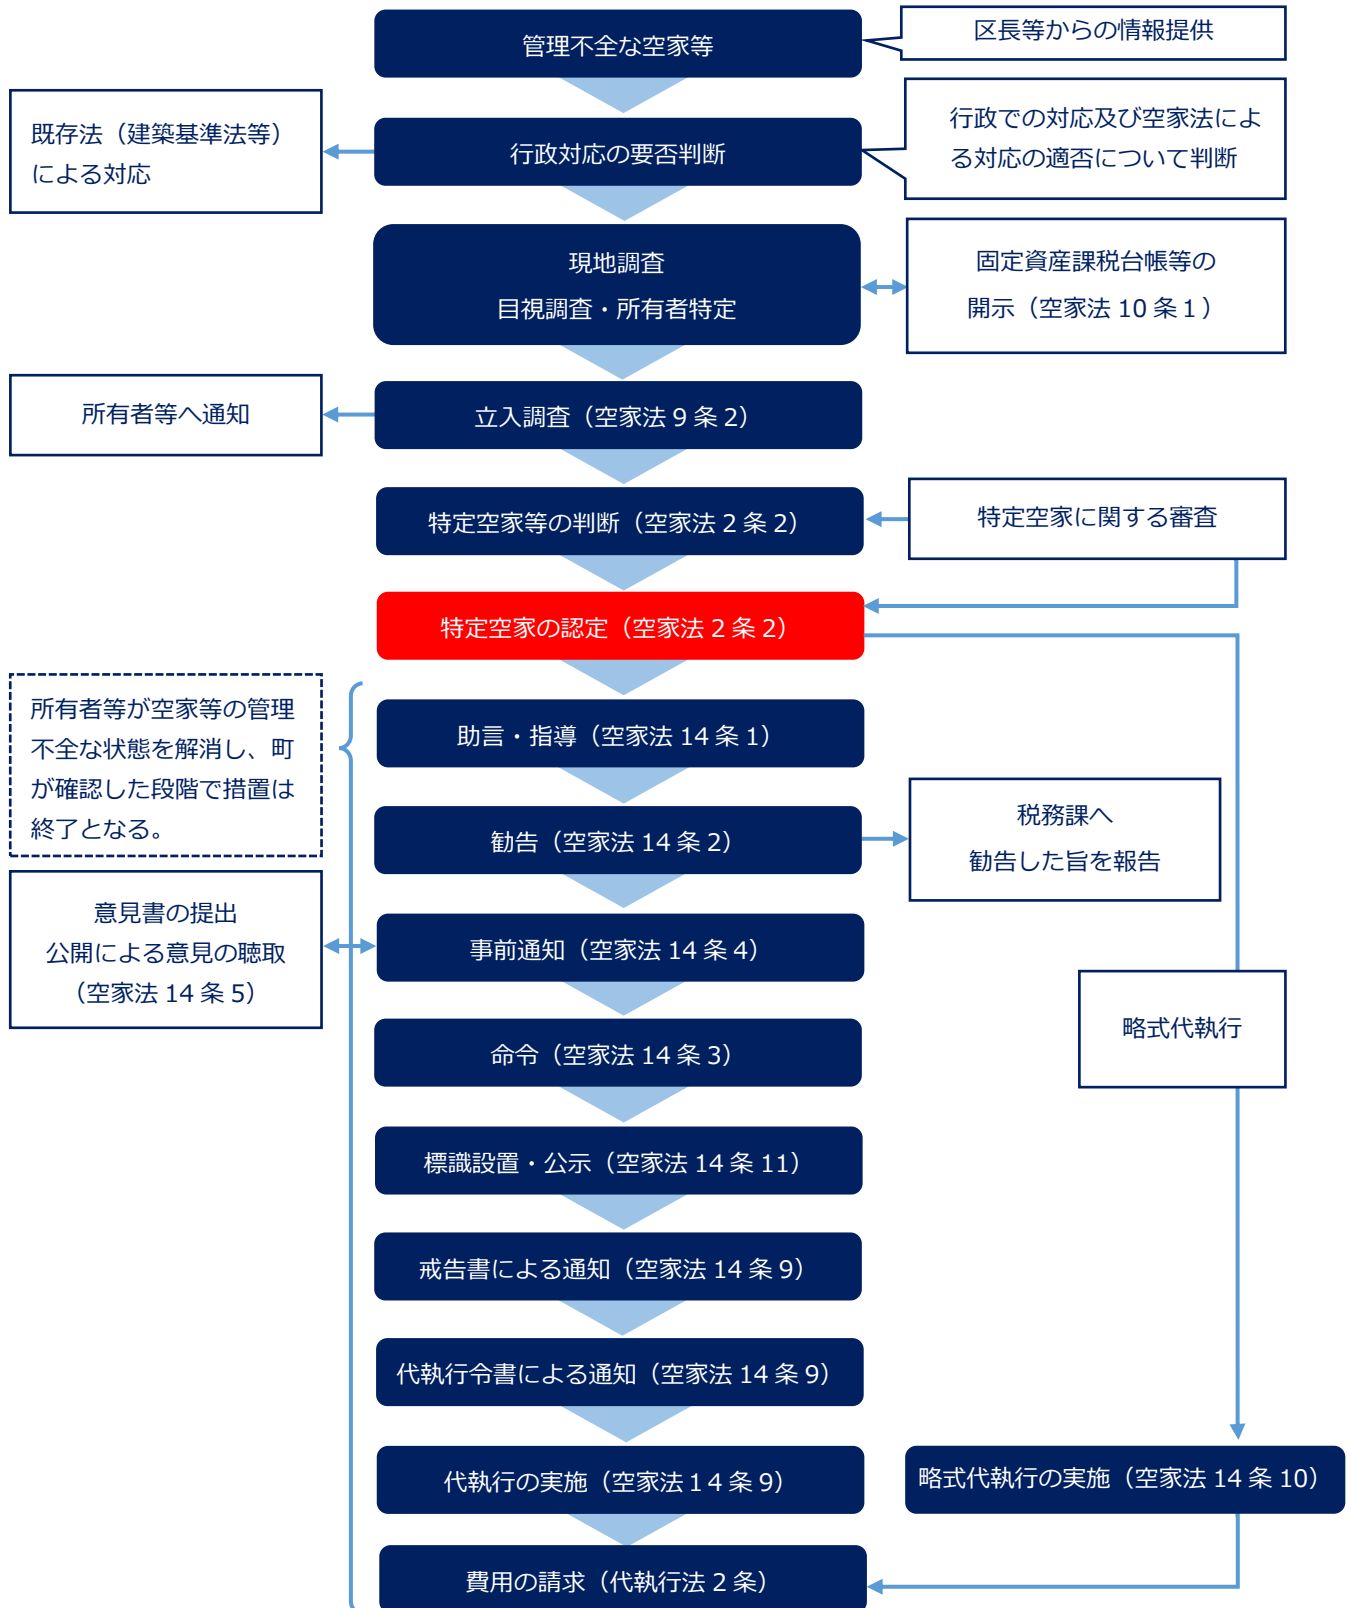 管理不全な空家等
区長等からの情報提供
既存法（建築基準法等）
による対応
行政対応の要否判断
行政での対応及び空家法によ
る対応の適否について判断
現地調査
目視調査・所有者特定
固定資産課税台帳等の
開示（空家法 10 条１）
所有者等へ通知
立入調査（空家法 9 条 2）
特定空家等の判断（空家法 2 条 2）
特定空家に関する審査
特定空家の認定（空家法 2 条 2）
所有者等が空家等の管理
不全な状態を解消し、町
が確認した段階で措置は
終了となる。
助言・指導（空家法 14 条 1）
勧告（空家法 14 条 2）
税務課へ
勧告した旨を報告
意見書の提出
公開による意見の聴取
（空家法 14 条 5）
事前通知（空家法 14 条 4）
命令（空家法 14 条 3）
略式代執行
標識設置・公示（空家法 14 条 11）
戒告書による通知（空家法 14 条 9）
代執行令書による通知（空家法 14 条 9）
代執行の実施（空家法１４条 9）
略式代執行の実施（空家法 14 条 10）
費用の請求（代執行法 2 条）